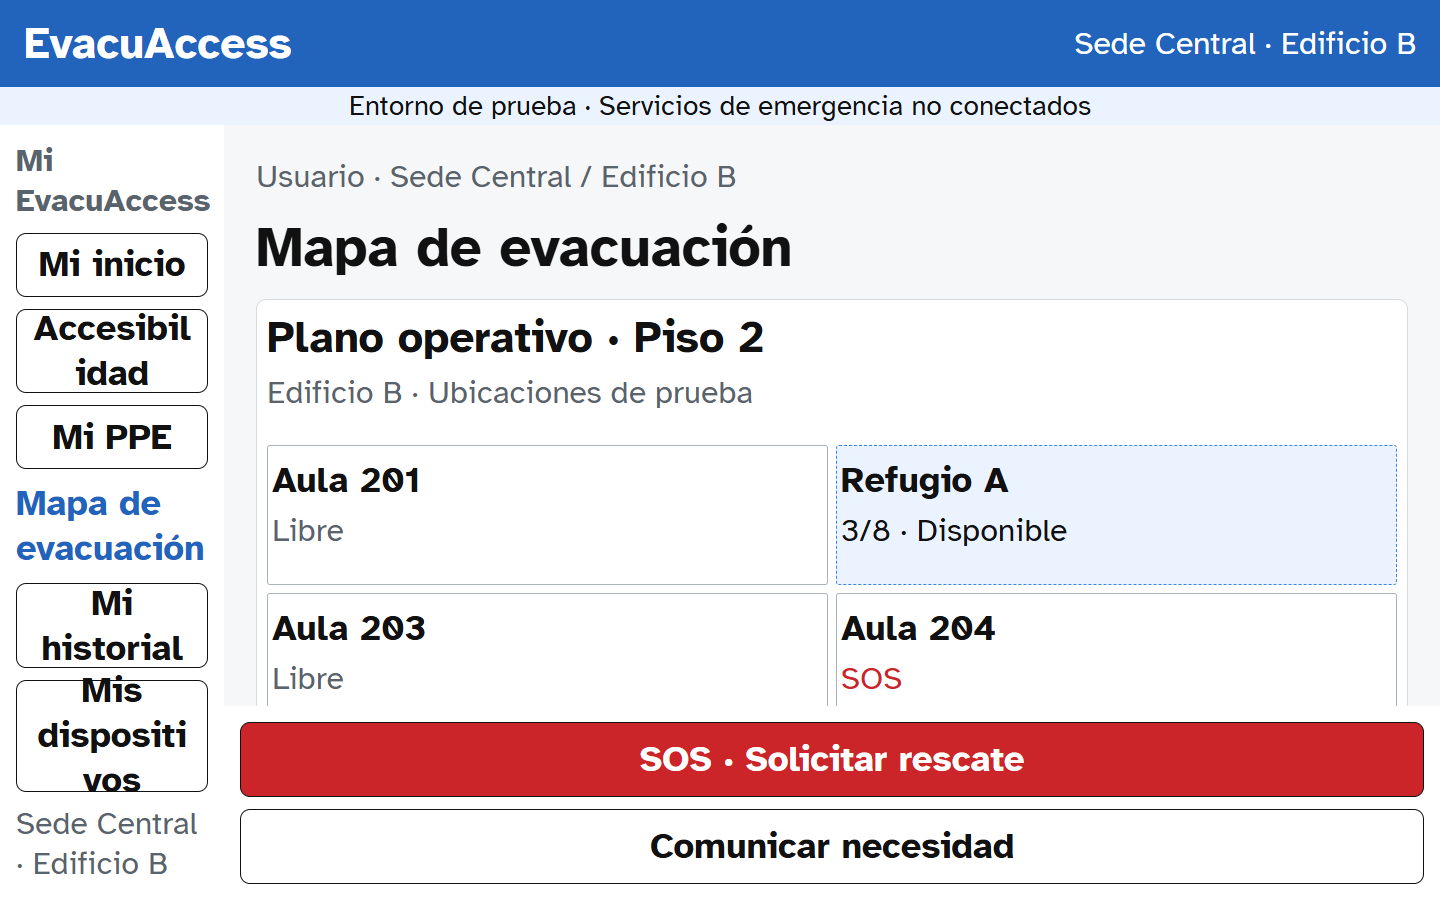 EvacuAccess
Sede Central · Edificio B
Entorno de prueba · Servicios de emergencia no conectados
Mi
EvacuAccess
Mi inicio
Accesibil
idad
Mi PPE
Mapa de
evacuación
Mi
historial
Mis
dispositi
vos
Sede Central
· Edificio B
Usuario · Sede Central / Edificio B
Mapa de evacuación
Plano operativo · Piso 2
Edificio B · Ubicaciones de prueba
Aula 201
Libre
Refugio A
3/8 · Disponible
Aula 203
Libre
Aula 204
SOS
SOS · Solicitar rescate
Comunicar necesidad